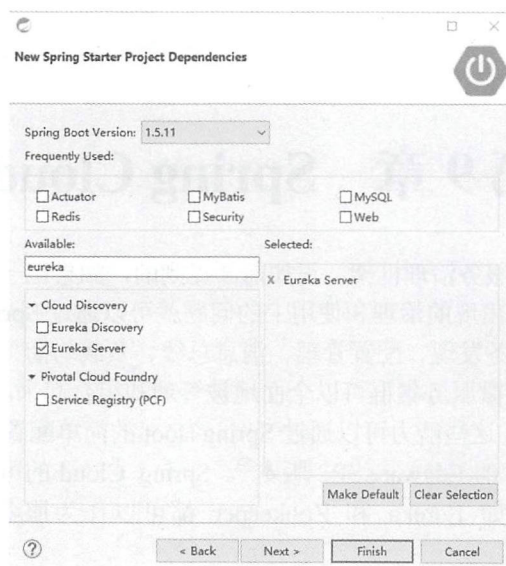 New Spring Starter Project Dependencies
Spring Boot Version: 1.5.11
Frequently Used:
Actuator MyBatis MySQL
Redis Security Web
Available: Selected:
eureka
X Eureka Server
Cloud Discovery
Eureka Discovery
Eureka Server
Pivotal Cloud Foundry
Service Registry (PCF)
Make Default Clear Selection
? < Back Next > Finish Cancel